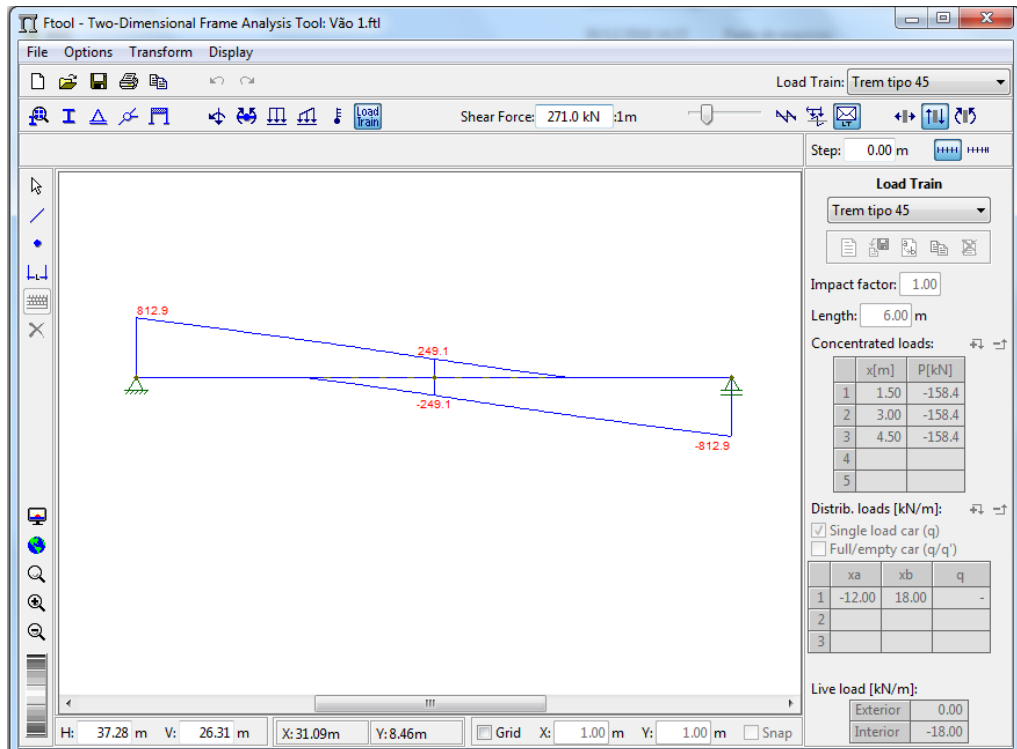 Ftool - Two-Dimensional Frame Analysis Tool: Vão 1.ftl
File Options Transform Display
Load Train: Trem tipo 45
Load Train
Shear Force: 271.0 kN :1m
LT
Step: 0.00 m
L
Load Train
Trem tipo 45
Impact factor: 1.00
Length: 6.00 m
Concentrated loads:
x[m] P[kN]
1 1.50 -158.4
2 3.00 -158.4
3 4.50 -158.4
4
5
Distrib. loads [kN/m]:
Single load car (q)
Full/empty car (q/q')
xa xb q
1 -12.00 18.00 -
2
3
Live load [kN/m]:
Exterior 0.00
Interior -18.00
812.9
249.1
-249.1
-812.9
H: 37.28 m V: 26.31 m X: 31.09m Y: 8.46m Grid X: 1.00 m Y: 1.00 m Snap